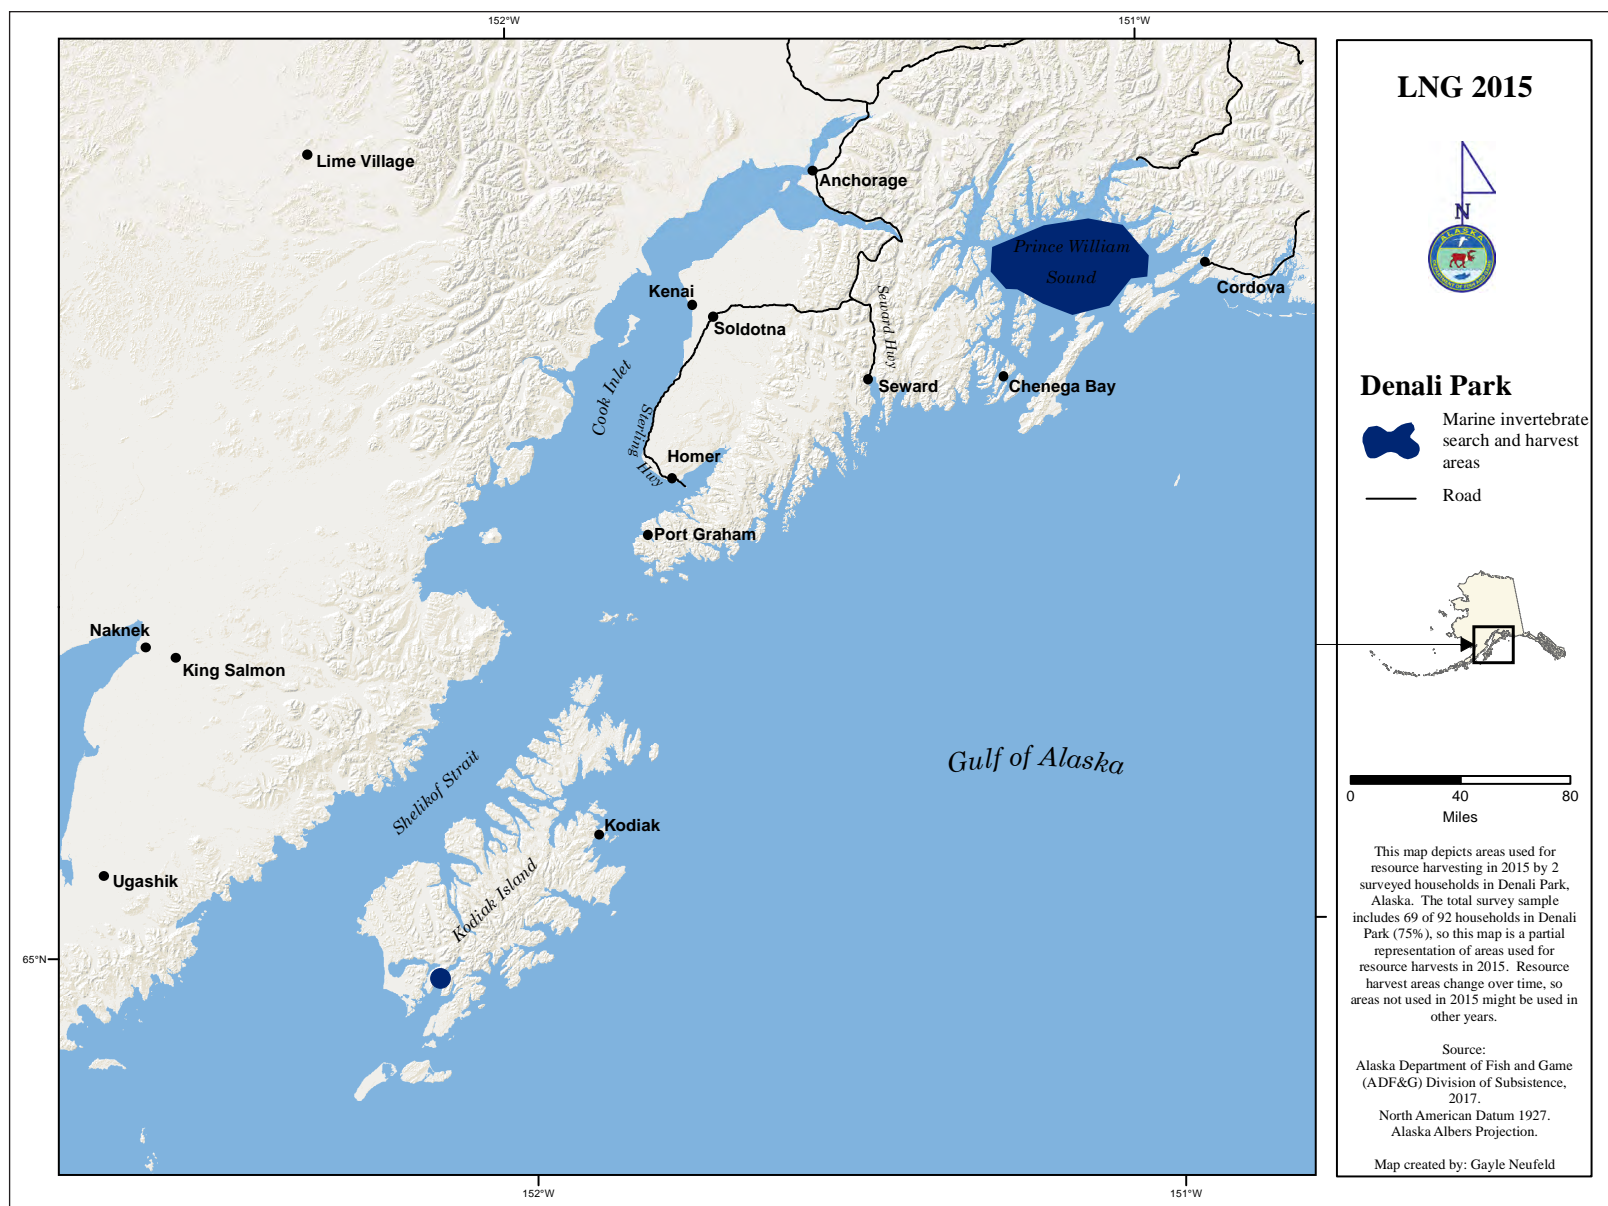 152°W
151°W
Lime Village
Anchorage
Prince William
Sound
Cordova
Kenai
Soldotna
Seward Hwy
Cook Inlet
Seward
Chenega Bay
Sterling
Hwy
Homer
Port Graham
Naknek
King Salmon
Gulf of Alaska
Shelikof Strait
Kodiak
Kodiak Island
Ugashik
65°N
152°W
151°W
LNG 2015
N
ALASKA
Denali Park
Marine invertebrate
search and harvest
areas
Road
0 40 80
Miles
This map depicts areas used for
resource harvesting in 2015 by 2
surveyed households in Denali Park,
Alaska. The total survey sample
includes 69 of 92 households in Denali
Park (75%), so this map is a partial
representation of areas used for
resource harvests in 2015. Resource
harvest areas change over time, so
areas not used in 2015 might be used in
other years.
Source:
Alaska Department of Fish and Game
(ADF&G) Division of Subsistence,
2017.
North American Datum 1927.
Alaska Albers Projection.
Map created by: Gayle Neufeld